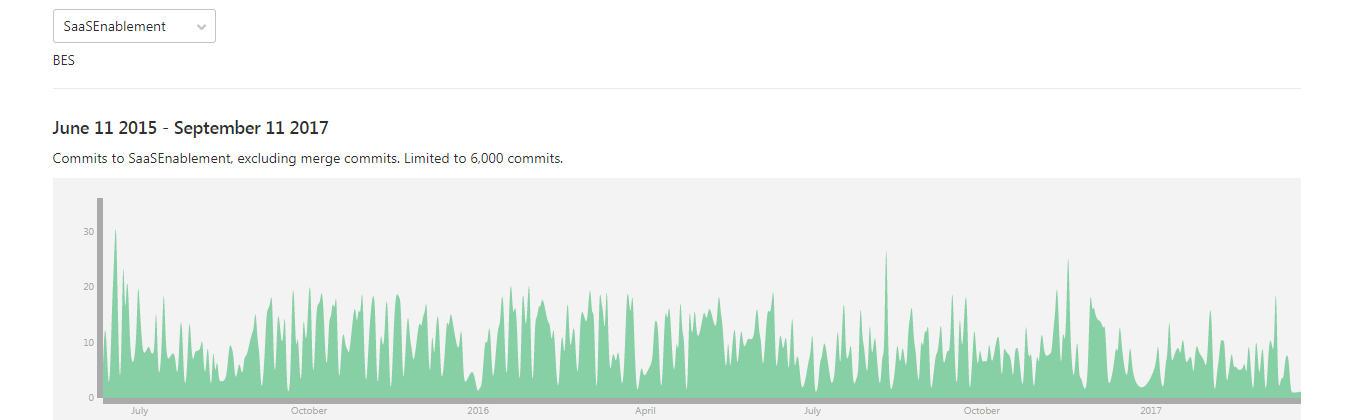 SaaSEnablement
BES
June 11 2015 - September 11 2017
Commits to SaaSEnablement, excluding merge commits. Limited to 6,000 commits.
30
20
10
0
July October 2016 April July October 2017